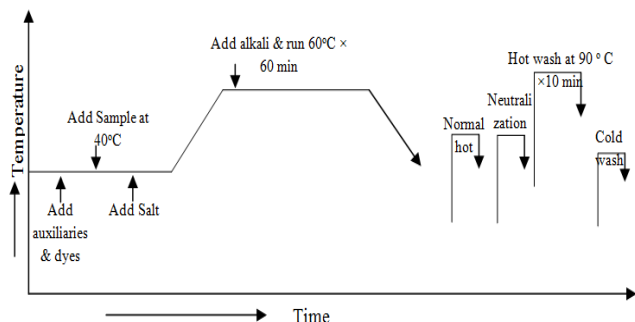 Temperature
Add auxiliaries
& dyes
Add Sample at
40°C
Add Salt
Add alkali & run 60°C ×
60 min
Normal
hot
Neutrali
zation
Hot wash at 90 ° C
×10 min
Cold
wash
Time